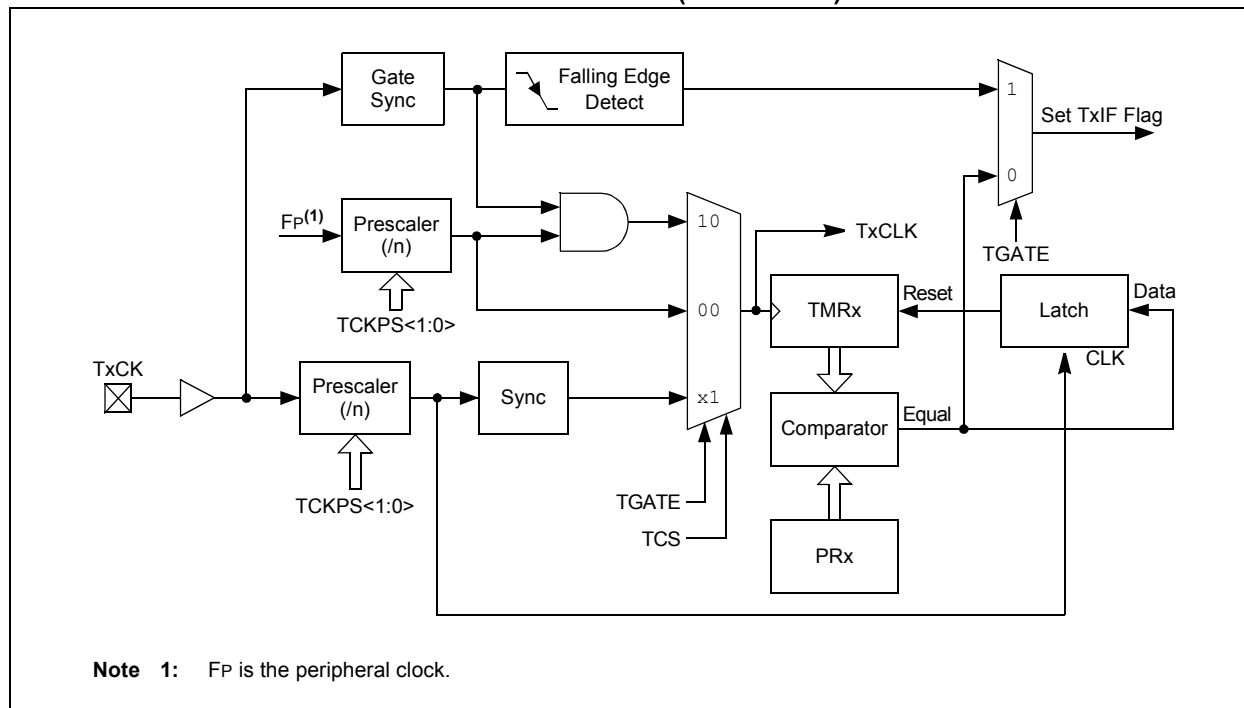 Gate
Sync
Falling Edge
Detect
1
Set TxIF Flag
0
FP(1)
Prescaler
(/n)
10
TxCLK
TGATE
TCKPS<1:0>
00
TMRx
Reset
Latch
Data
CLK
TxCK
Prescaler
(/n)
Sync
x1
Comparator
Equal
TCKPS<1:0>
TGATE
TCS
PRx
Note 1: FP is the peripheral clock.